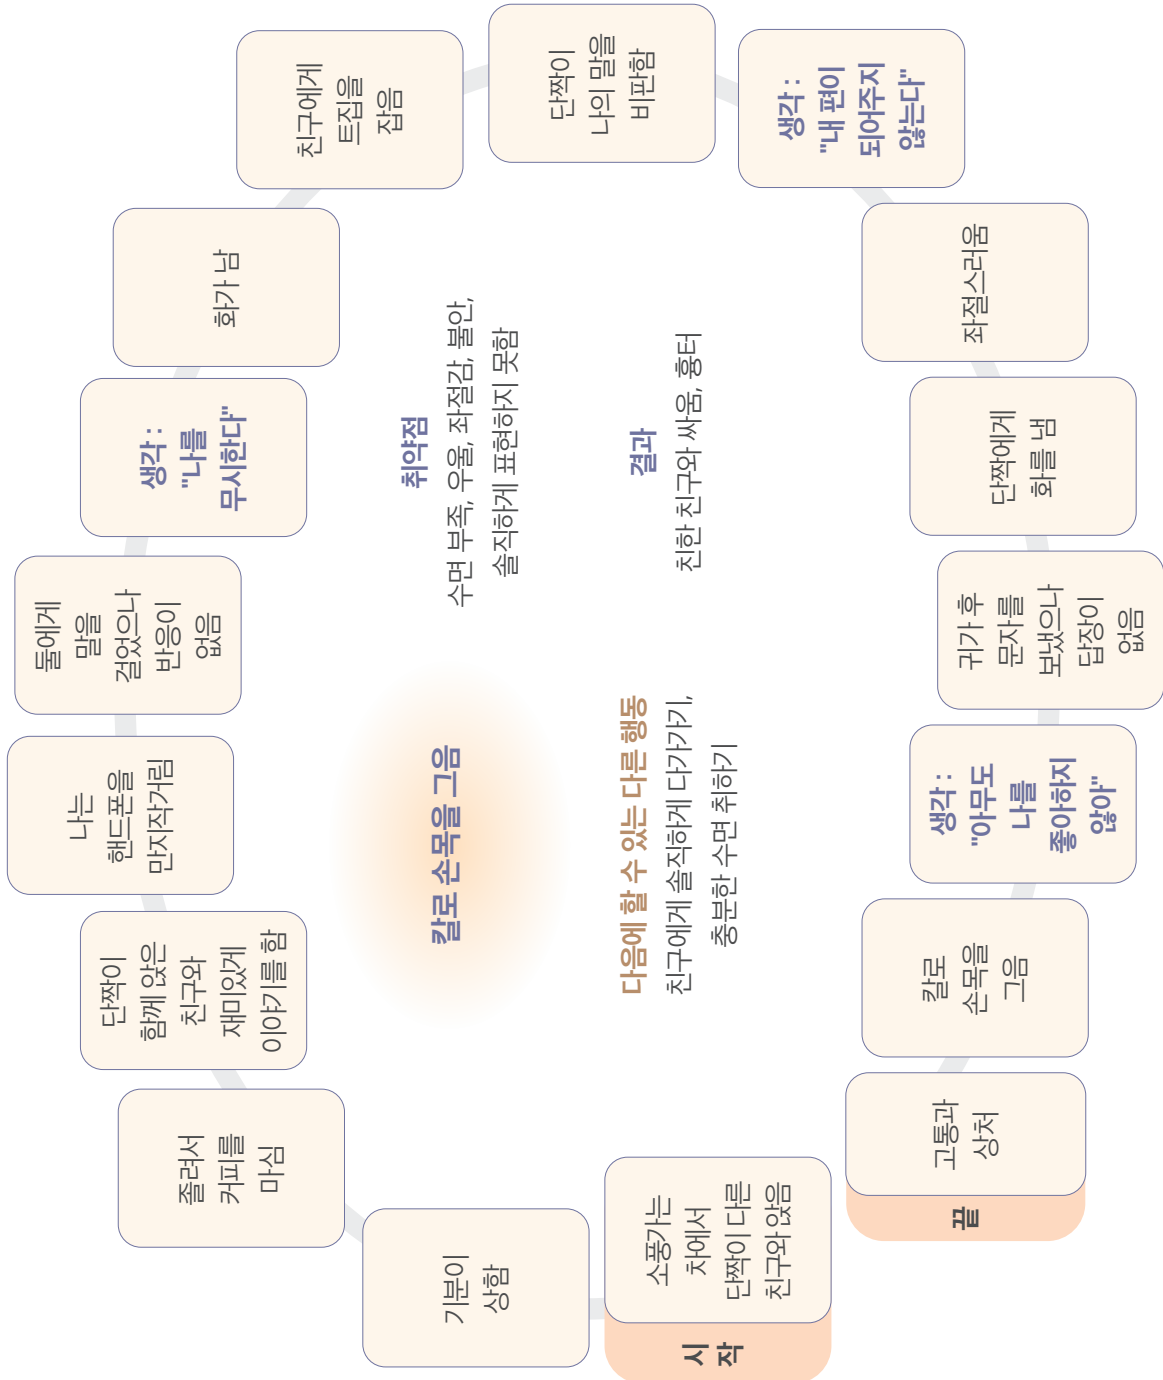 시
작
소풍가는
차에서
단짝이 다른
친구와 앉음
기분이
상함
졸려서
커피를
마심
단짝이
함께 앉은
친구와
재미있게
이야기를 함
나는
핸드폰을
만지작거림
둘에게
말을
걸었으나
반응이
없음
생각 :
"나를
무시한다"
화가 남
친구에게
트집을
잡음
단짝이
나의 말을
비판함
생각 :
"내 편이
되어주지
않는다"
좌절스러움
단짝에게
화를 냄
귀가 후
문자를
보냈으나
답장이
없음
생각 :
"아무도
나를
좋아하지
않아"
칼로
손목을
그음
고통과
상처
끝
칼로 손목을 그음
취약점
수면 부족, 우울, 좌절감, 불안,
솔직하게 표현하지 못함
다음에 할 수 있는 다른 행동
친구에게 솔직하게 다가가기,
충분한 수면 취하기
결과
친한 친구와 싸움, 흉터